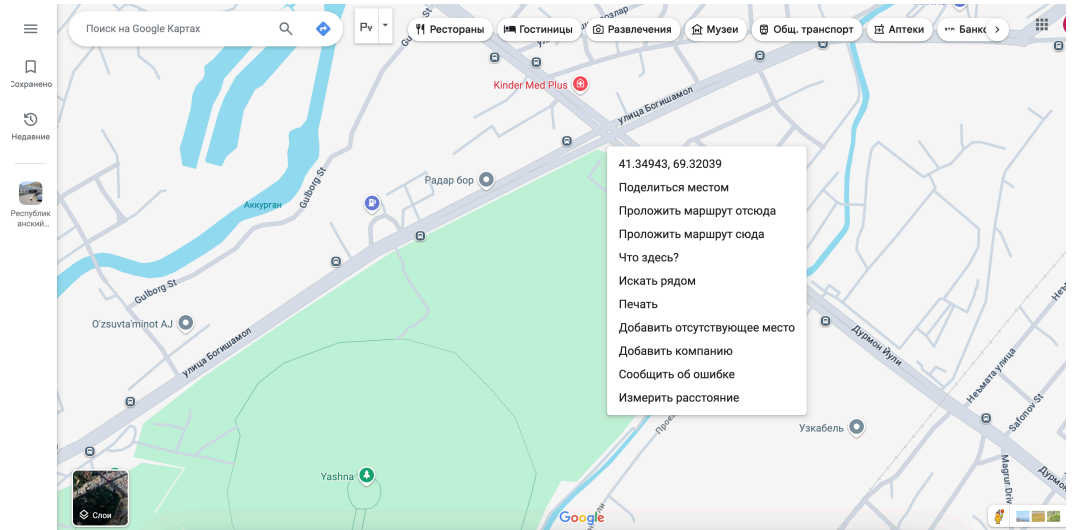 Поиск на Google Картах
Рестораны
Гостиницы
Развлечения
Музеи
Общ. транспорт
Аптеки
Банко
Сохранено
Недавние
Республик
анский...
Kinder Med Plus
улица Богишамол
Радар бор
Аккурган
Gulborg St
Gulborg St
O'zsuvta'minot AJ
улица Богишамол
41.34943, 69.32039
Поделиться местом
Проложить маршрут отсюда
Проложить маршрут сюда
Что здесь?
Искать рядом
Печать
Добавить отсутствующее место
Добавить компанию
Сообщить об ошибке
Измерить расстояние
Дурмон Йули
Неъмата улица
Safonov St
Узкабель
Yashna
Слои
Google
Magrur Driv